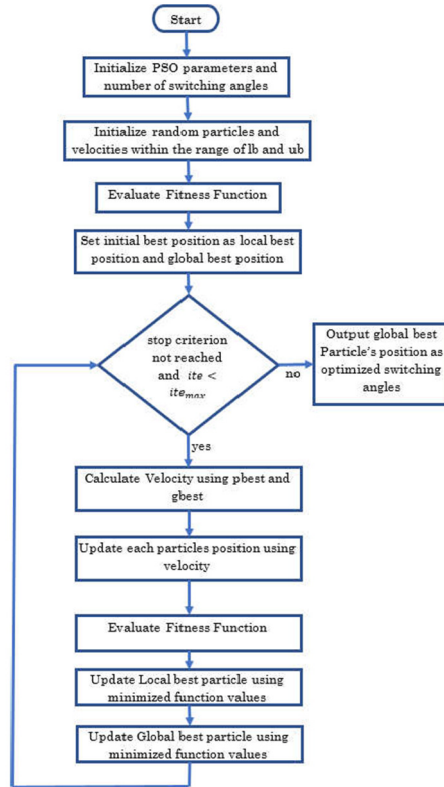 Start
Initialize PSO parameters and
number of switching angles
Initialize random particles and
velocities within the range of lb and ub
Evaluate Fitness Function
Set initial best position as local best
position and global best position
stop criterion
not reached
and ite <
ite_max
no
Output global best
Particle's position as
optimized switching
angles
yes
Calculate Velocity using pbest and
gbest
Update each particles position using
velocity
Evaluate Fitness Function
Update Local best particle using
minimized function values
Update Global best particle using
minimized function values